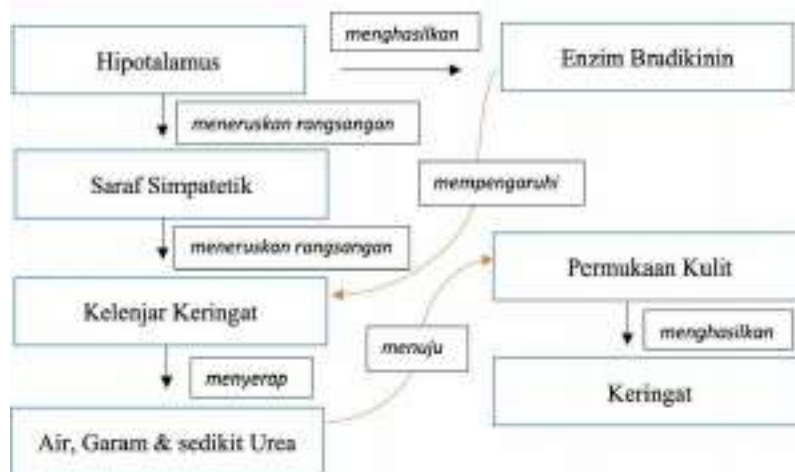 menghasilkan
Hipotalamus
Enzim Bradikinin
meneruskan rangsangan
Saraf Simpatetik
mempengaruhi
meneruskan rangsangan
Permukaan Kulit
Kelenjar Keringat
menghasilkan
menuju
menyerap
Keringat
Air, Garam & sedikit Urea